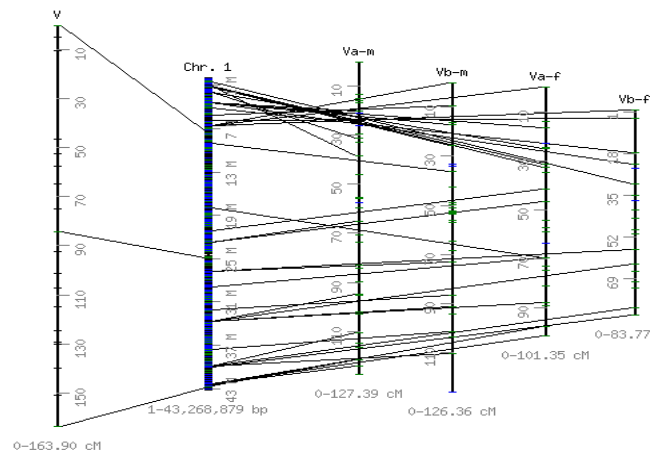 V
Chr. 1
Va-m
Vb-m
Va-f
Vb-f
10
30
50
70
90
110
130
150
7
13 M
19 M
25 M
31 M
37 M
43 M
10
30
50
70
90
110
10
30
50
90
50
70
90
1
18
35
52
69
0-163.90 cM
1-43,268,879 bp
0-127.39 cM
0-126.36 cM
0-101.35 cM
0-83.77